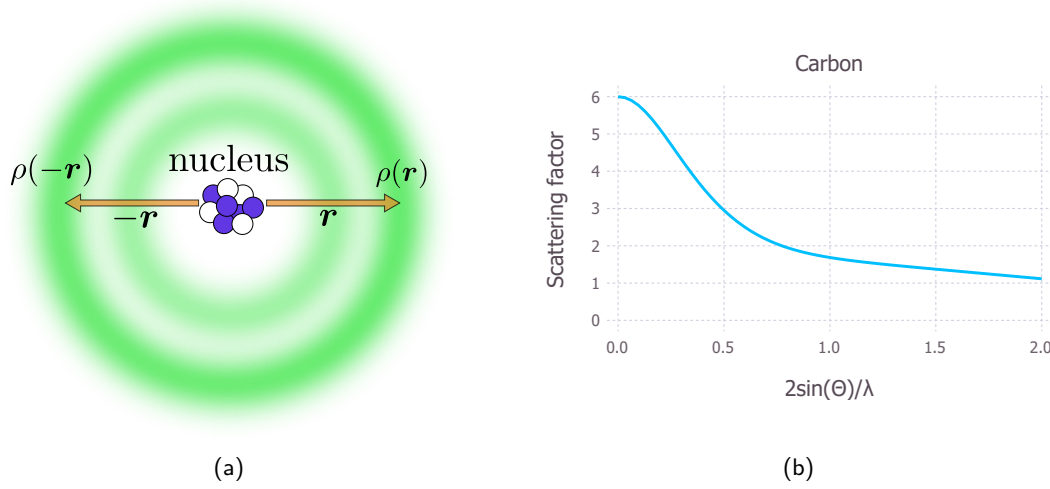 nucleus
ρ(−r)
ρ(r)
−r
r
(a)
Carbon
Scattering factor
6
5
4
3
2
1
0
0.0 0.5 1.0 1.5 2.0
2sin(Θ)/λ
(b)